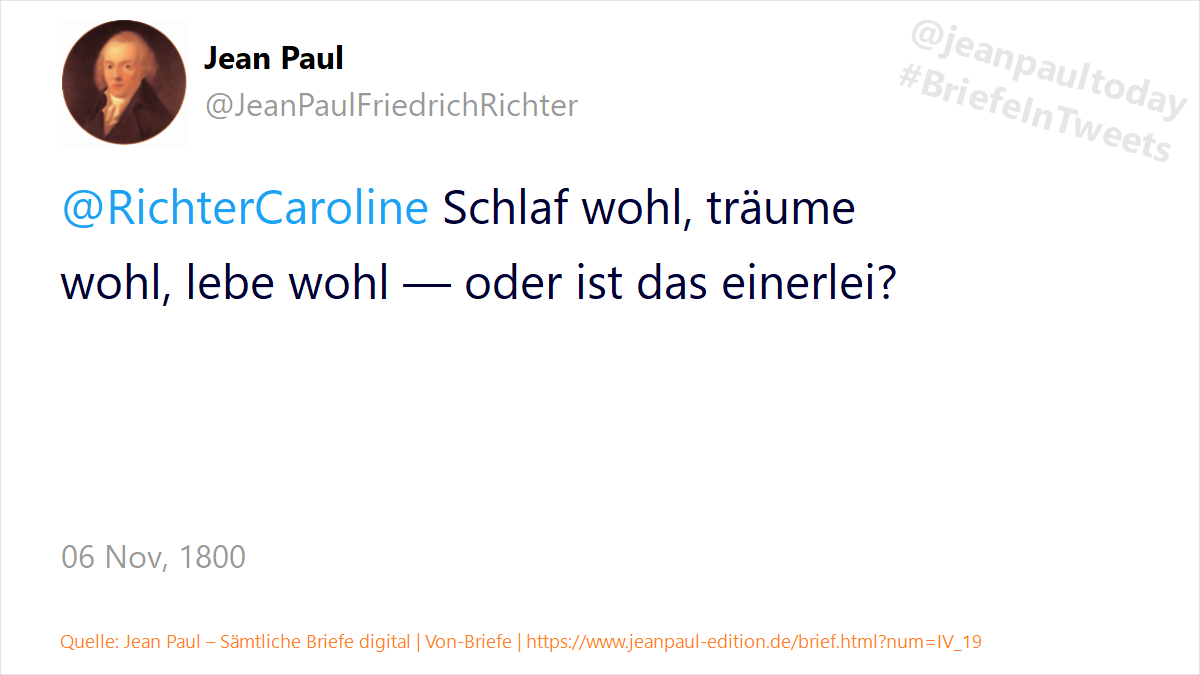 Jean Paul
@JeanPaulFriedrichRichter
@jeanpaultoday
#BriefeInTweets
@RichterCaroline Schlaf wohl, träume
wohl, lebe wohl — oder ist das einerlei?
06 Nov, 1800
Quelle: Jean Paul – Sämtliche Briefe digital | Von-Briefe | https://www.jeanpaul-edition.de/brief.html?num=IV_19